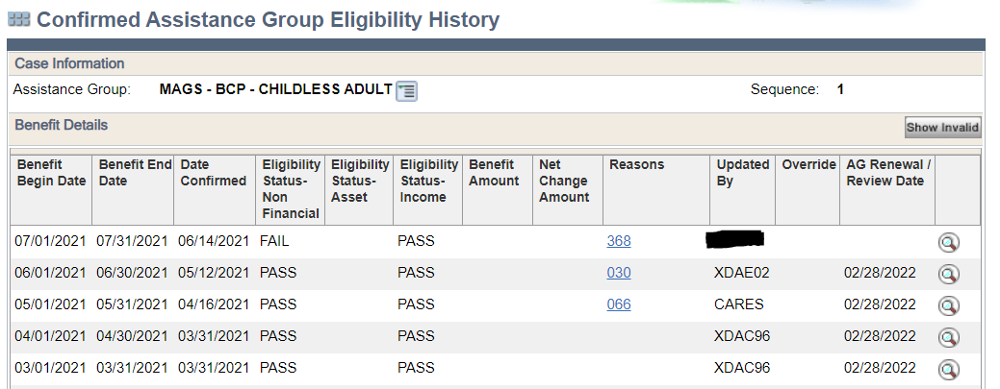 Confirmed Assistance Group Eligibility History
Case Information
Assistance Group: MAGS - BCP - CHILDLESS ADULT Sequence: 1
Benefit Details Show Invalid
Benefit Begin Date Benefit End Date Date Confirmed Eligibility Status- Non Financial Eligibility Status- Asset Eligibility Status- Income Benefit Amount Net Change Amount Reasons Updated By Override AG Renewal / Review Date
07/01/2021 07/31/2021 06/14/2021 FAIL PASS 368
06/01/2021 06/30/2021 05/12/2021 PASS PASS 030 XDAE02 02/28/2022
05/01/2021 05/31/2021 04/16/2021 PASS PASS 066 CARES 02/28/2022
04/01/2021 04/30/2021 03/31/2021 PASS PASS XDAC96 02/28/2022
03/01/2021 03/31/2021 03/31/2021 PASS PASS XDAC96 02/28/2022